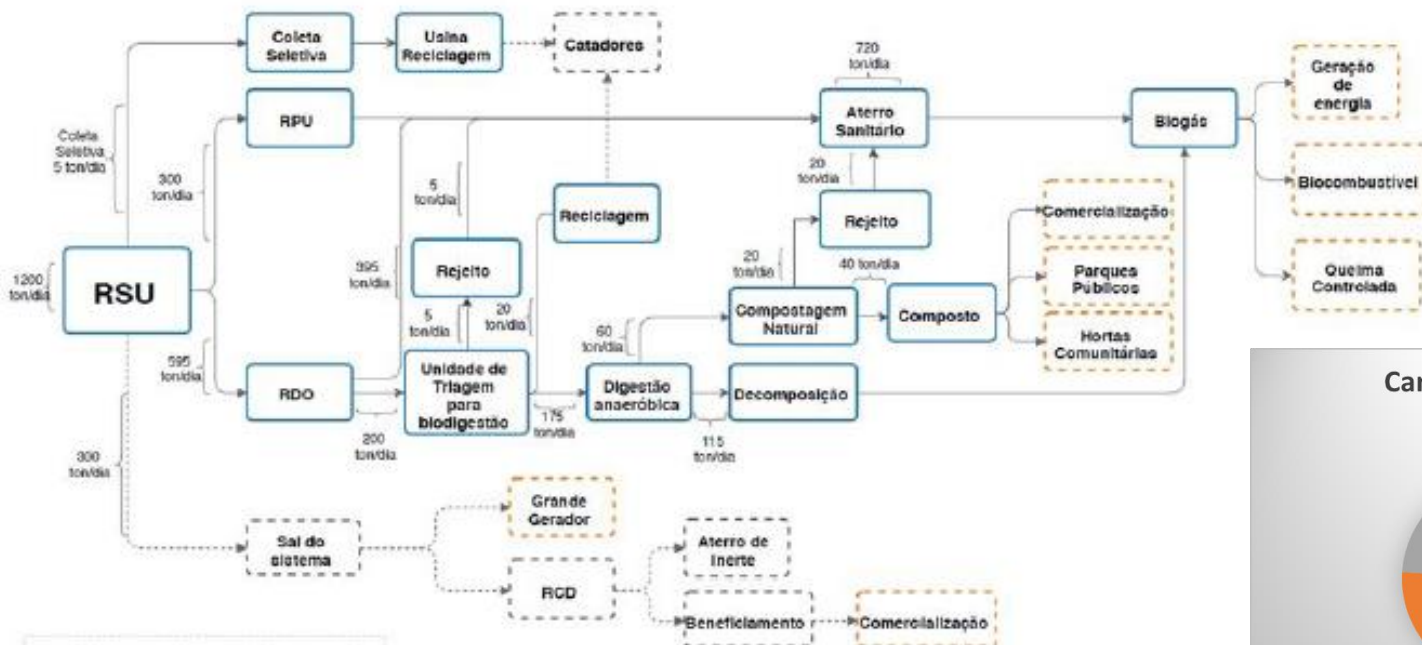 Coleta
Seletiva
Usina
Reciclagem
Catadores
720
ton/dia
Geração
de
energia
Coleta
Seletiva
5 ton/dia
RPU
Aterro
Sanitário
Biogás
300
ton/dia
5
ton/dia
20
ton/dia
Biocombustível
Reciclagem
Rejeito
Comercialização
1200
ton/dia
RSU
395
ton/dia
Rejeito
20
ton/dia
40 ton/dia
Parques
Públicos
Queima
Controlada
5
ton/dia
20
ton/dia
Compostagem
Natural
Composto
60
ton/dia
Hortas
Comunitárias
595
ton/dia
RDO
Unidade de
Triagem
para
biodigestão
Digestão
anaeróbica
Decomposição
200
ton/dia
175
ton/dia
115
ton/dia
300
ton/dia
Grande
Gerador
Sai do
sistema
Aterro de
Inerte
RCD
Beneficiamento
Comercialização